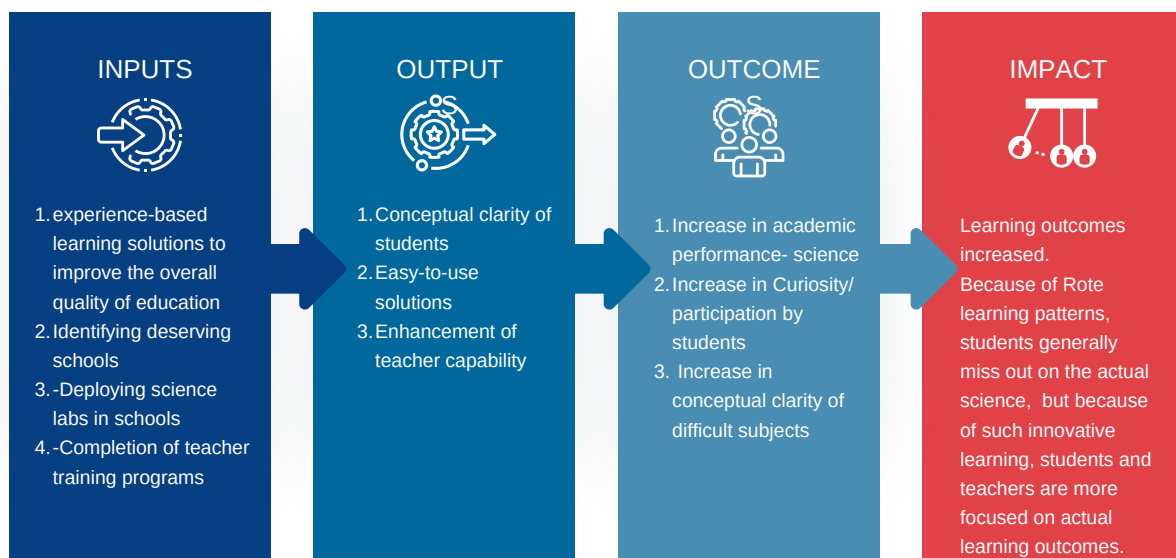 INPUTS
1. experience-based
learning solutions to
improve the overall
quality of education
2. Identifying deserving
schools
3. -Deploying science
labs in schools
4. -Completion of teacher
training programs
OUTPUT
S
1. Conceptual clarity of
students
2. Easy-to-use
solutions
3. Enhancement of
teacher capability
OUTCOME
S
1. Increase in academic
performance- science
2. Increase in Curiosity/
participation by
students
3. Increase in
conceptual clarity of
difficult subjects
IMPACT
Learning outcomes
increased.
Because of Rote
learning patterns,
students generally
miss out on the actual
science, but because
of such innovative
learning, students and
teachers are more
focused on actual
learning outcomes.